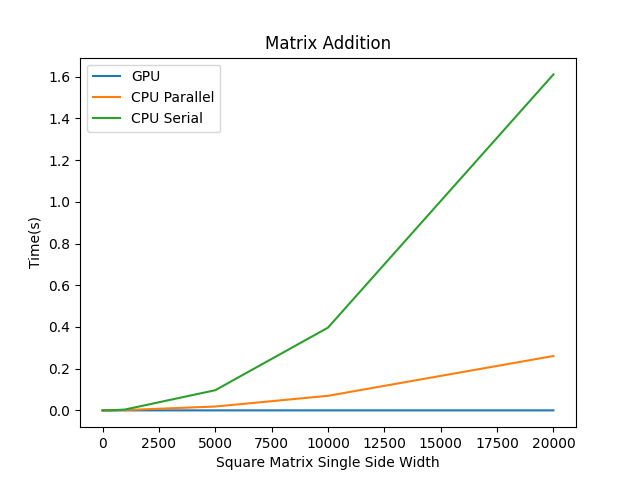 Matrix Addition
GPU
CPU Parallel
CPU Serial
1.6
1.4
1.2
1.0
0.8
0.6
0.4
0.2
0.0
Time(s)
0 2500 5000 7500 10000 12500 15000 17500 20000
Square Matrix Single Side Width